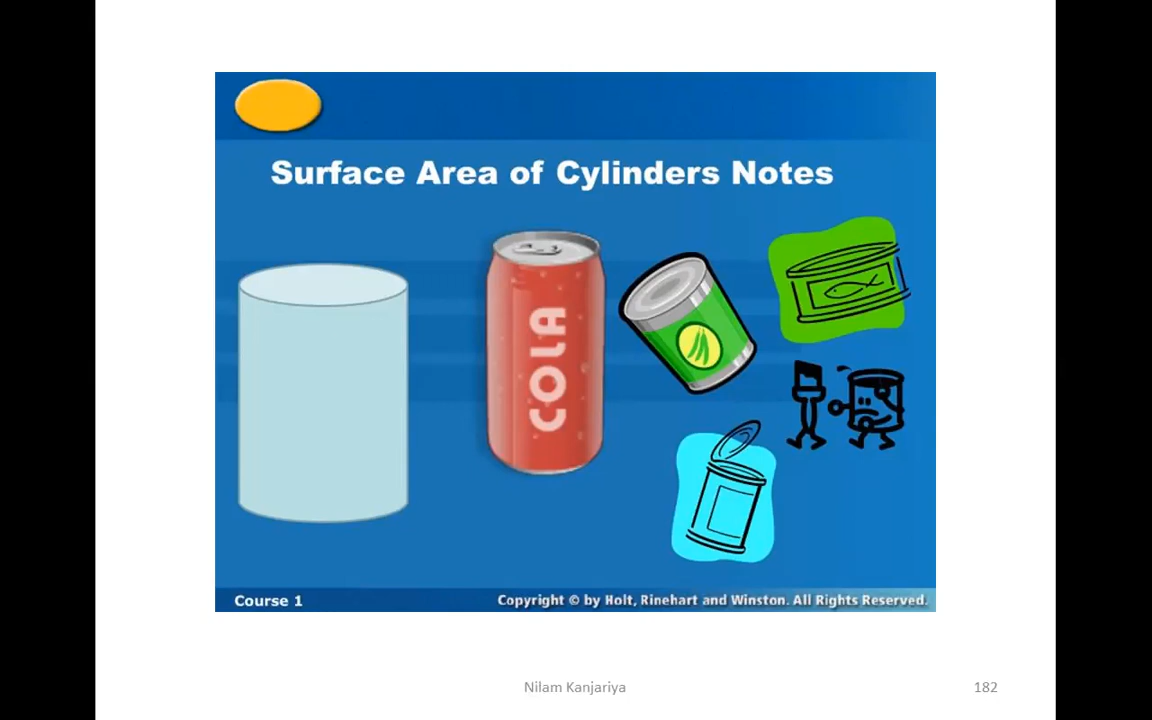 Surface Area of Cylinders Notes
COLA
Course 1
Copyright © by Holt, Rinehart and Winston. All Rights Reserved.
Nilam Kanjariya
182